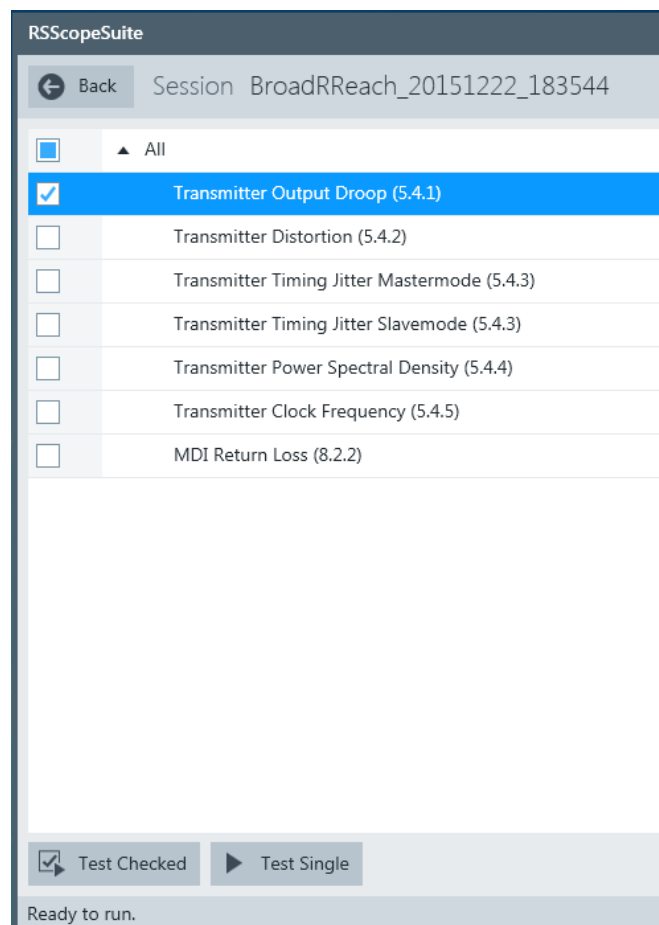 RSScopeSuite
Back Session BroadRReach_20151222_183544
All
Transmitter Output Droop (5.4.1)
Transmitter Distortion (5.4.2)
Transmitter Timing Jitter Mastermode (5.4.3)
Transmitter Timing Jitter Slavemode (5.4.3)
Transmitter Power Spectral Density (5.4.4)
Transmitter Clock Frequency (5.4.5)
MDI Return Loss (8.2.2)
Test Checked Test Single
Ready to run.